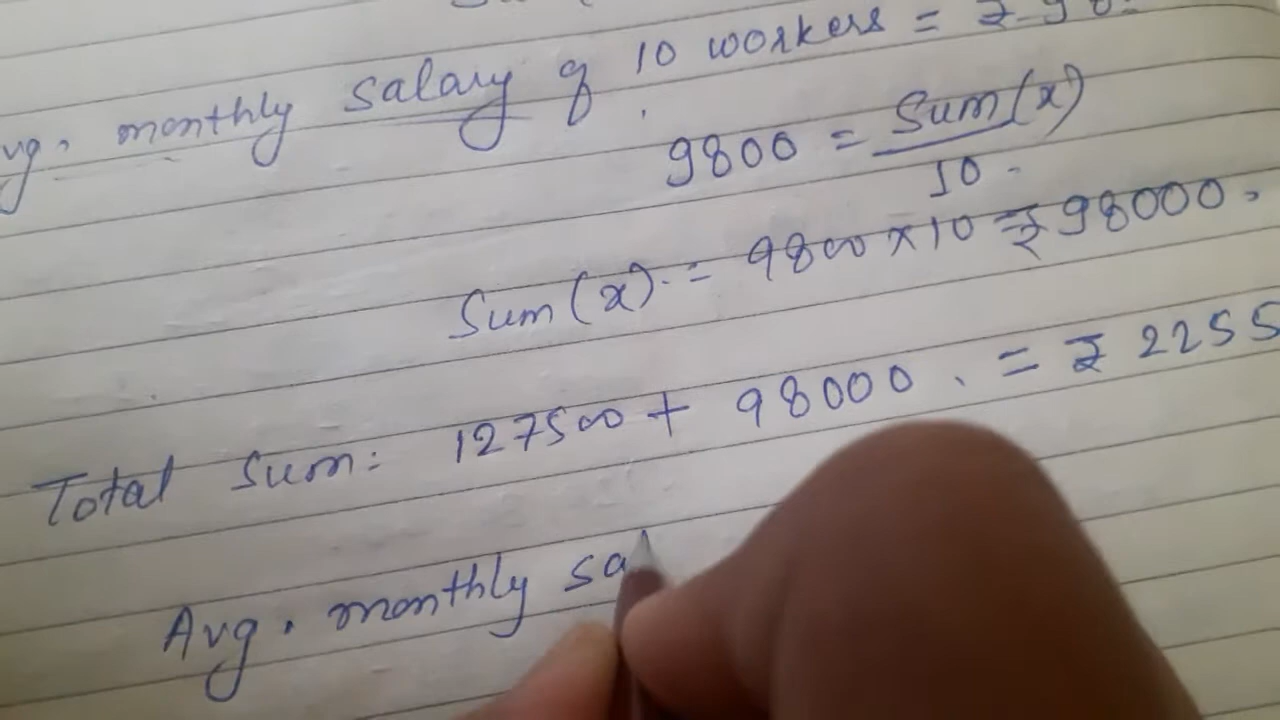 monthly salary of 10 workers = ₹
9800 = Sum(x)
10
Sum(x) = 9800 x 10 = ₹ 98000.
Total Sum: 127500 + 98000. = ₹ 2255
Avg. monthly sa